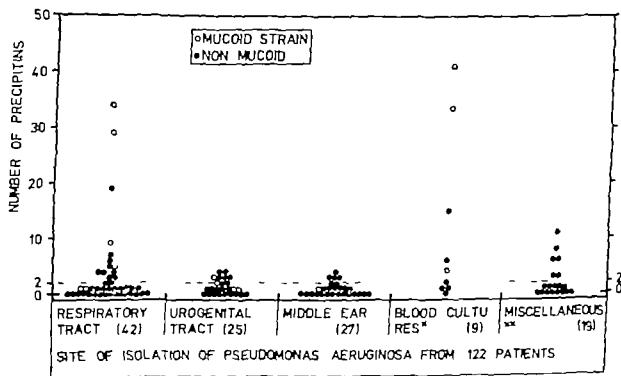 50
40
30
20
10
2
0
NUMBER OF PRECIPITINS
○ MUCOID STRAIN
● NON MUCOID
2
0
RESPIRATORY TRACT (42)
UROGENITAL TRACT (25)
MIDDLE EAR (27)
BLOOD CULTU RES* (9)
MISCELLANEOUS ** (19)
SITE OF ISOLATION OF PSEUDOMONAS AERUGINOSA FROM 122 PATIENTS